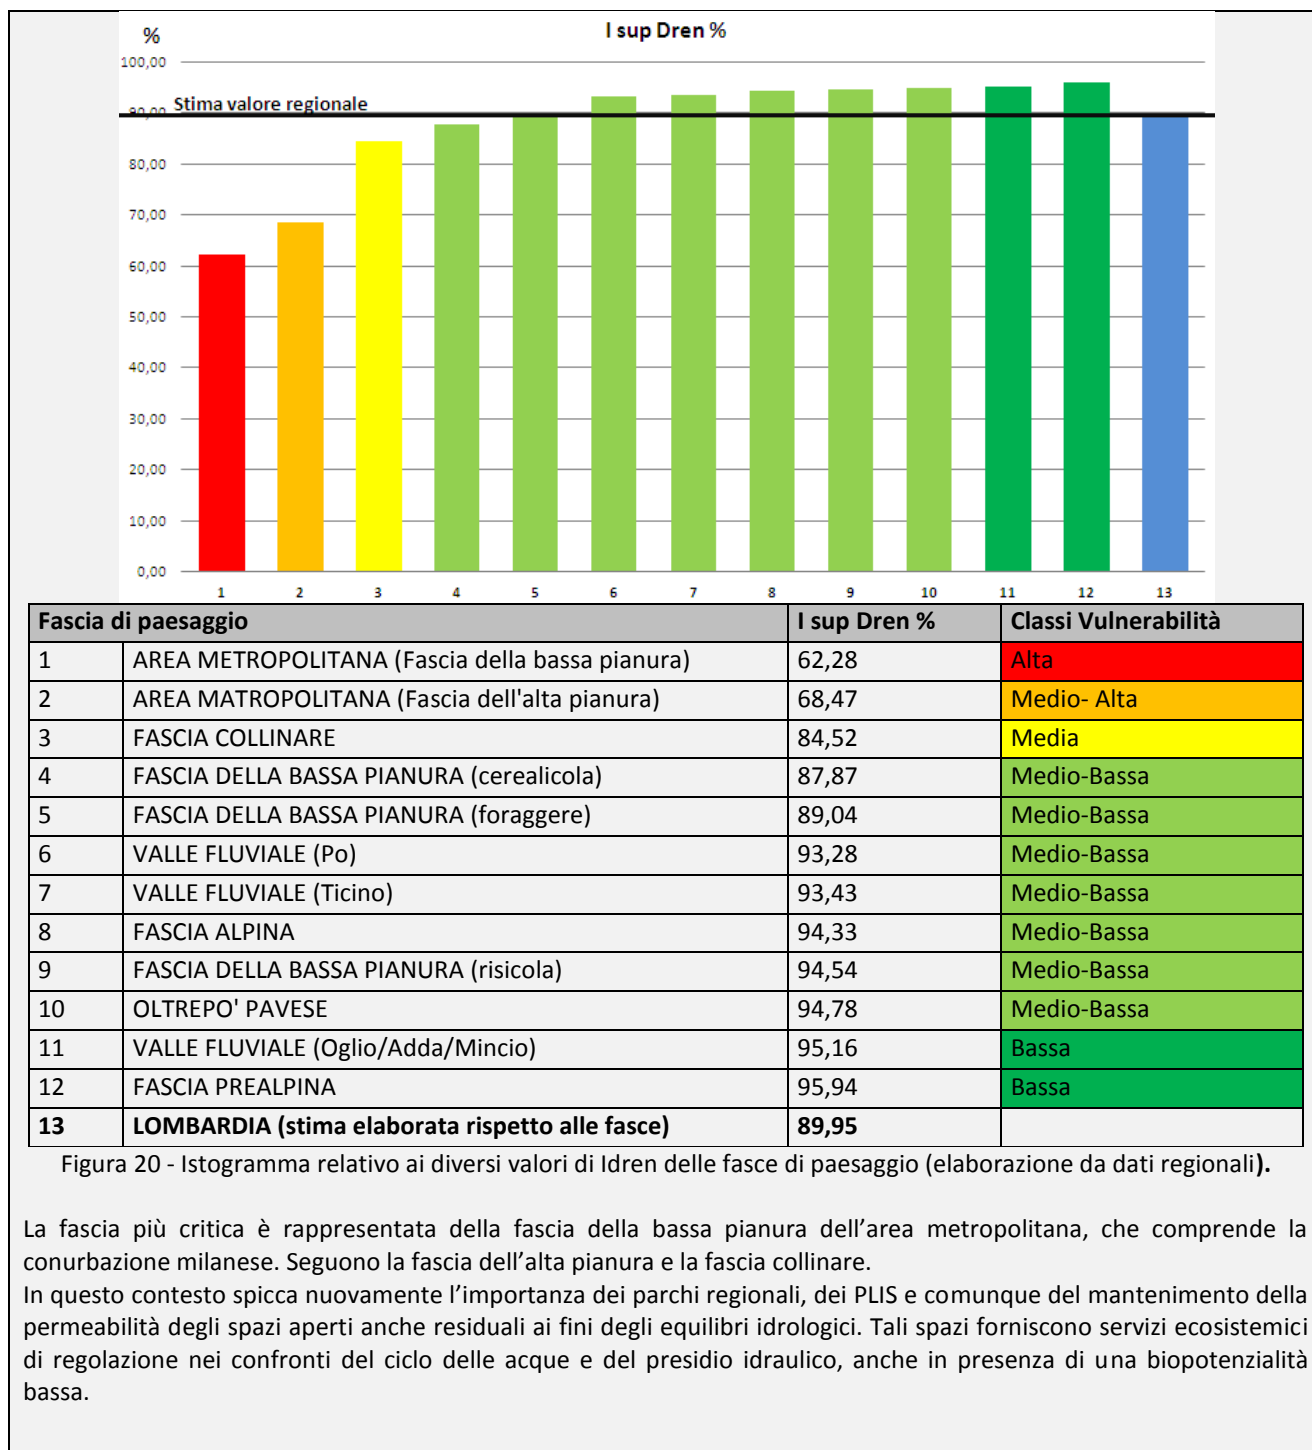 I sup Dren %
%
100,00
90,00
Stima valore regionale
80,00
70,00
60,00
50,00
40,00
30,00
20,00
10,00
0,00
1 2 3 4 5 6 7 8 9 10 11 12 13
Fascia di paesaggio I sup Dren % Classi Vulnerabilità
1 AREA METROPOLITANA (Fascia della bassa pianura) 62,28 Alta
2 AREA MATROPOLITANA (Fascia dell'alta pianura) 68,47 Medio- Alta
3 FASCIA COLLINARE 84,52 Media
4 FASCIA DELLA BASSA PIANURA (cerealicola) 87,87 Medio-Bassa
5 FASCIA DELLA BASSA PIANURA (foraggere) 89,04 Medio-Bassa
6 VALLE FLUVIALE (Po) 93,28 Medio-Bassa
7 VALLE FLUVIALE (Ticino) 93,43 Medio-Bassa
8 FASCIA ALPINA 94,33 Medio-Bassa
9 FASCIA DELLA BASSA PIANURA (risicola) 94,54 Medio-Bassa
10 OLTREPO' PAVESE 94,78 Medio-Bassa
11 VALLE FLUVIALE (Oglio/Adda/Mincio) 95,16 Bassa
12 FASCIA PREALPINA 95,94 Bassa
13 LOMBARDIA (stima elaborata rispetto alle fasce) 89,95
Figura 20 - Istogramma relativo ai diversi valori di Idren delle fasce di paesaggio (elaborazione da dati regionali).
La fascia più critica è rappresentata della fascia della bassa pianura dell’area metropolitana, che comprende la
conurbazione milanese. Seguono la fascia dell’alta pianura e la fascia collinare.
In questo contesto spicca nuovamente l’importanza dei parchi regionali, dei PLIS e comunque del mantenimento della
permeabilità degli spazi aperti anche residuali ai fini degli equilibri idrologici. Tali spazi forniscono servizi ecosistemici
di regolazione nei confronti del ciclo delle acque e del presidio idraulico, anche in presenza di una biopotenzialità
bassa.